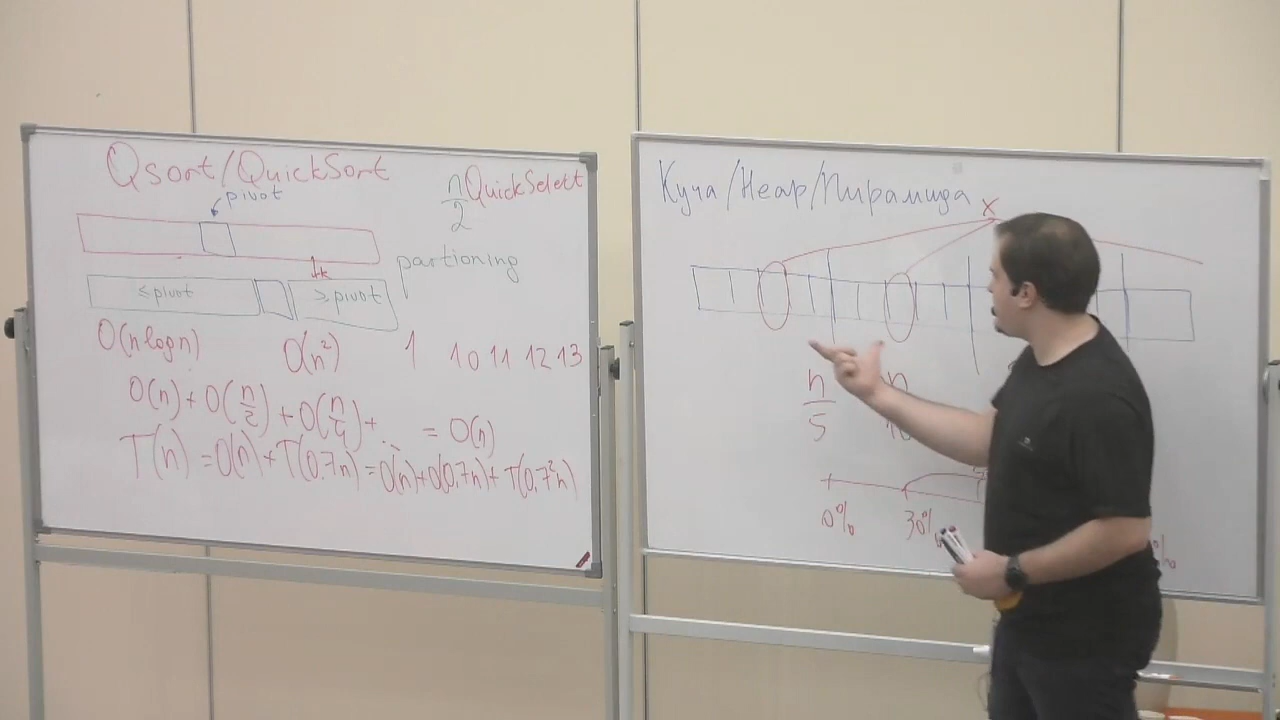 Qsort/QuickSort
pivot
n/2 QuickSelect
partioning
≤ pivot
≥ pivot
O(n log n) O(n²) 1 10 11 12 13
O(n) + O(n/2) + O(n/4) + ... = O(n)
T(n) = O(n) + T(0,7n) = O(n) + O(0,7n) + T(0,7²n)
Куча/Heap/Пирамида
x
n/5
0% 30%